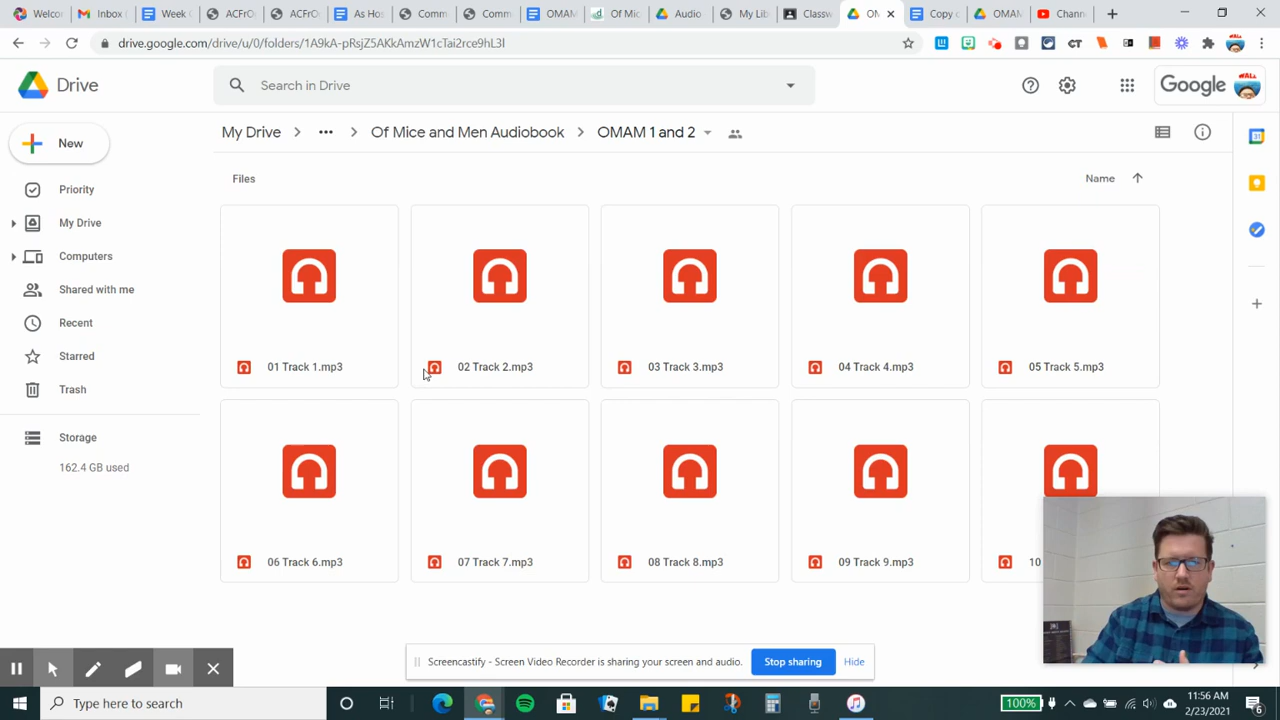 Welco Inbox ( Week ACFrO ACFrO As Hos Comm Comm OMAM Of Mic Audio My Lib Classw OM Copy OMAN Chann
drive.google.com/drive/u/0/folders/1A9kA-pRsjZ5AKkAmzW1cTai2rce9hL3l
Drive Search in Drive Google
New My Drive ••• Of Mice and Men Audiobook OMAM 1 and 2
Priority
My Drive
Computers
Shared with me
Recent
Starred
Trash
Storage
162.4 GB used
Files Name
01 Track 1.mp3 02 Track 2.mp3 03 Track 3.mp3 04 Track 4.mp3 05 Track 5.mp3
06 Track 6.mp3 07 Track 7.mp3 08 Track 8.mp3 09 Track 9.mp3 10
Screencastify - Screen Video Recorder is sharing your screen and audio. Stop sharing Hide
Type here to search 100% 11:56 AM
2/23/2021 6